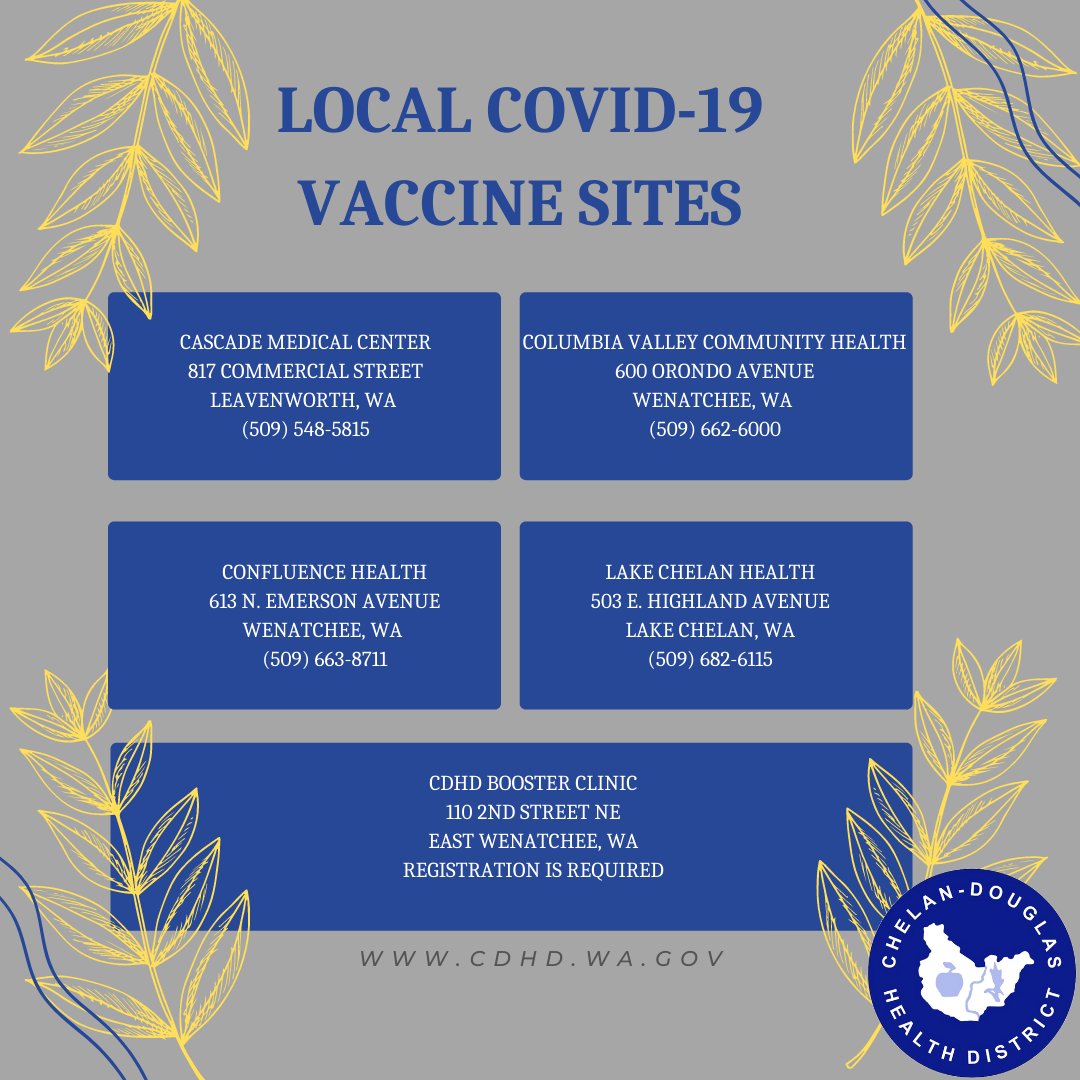 LOCAL COVID-19
VACCINE SITES
CASCADE MEDICAL CENTER
817 COMMERCIAL STREET
LEAVENWORTH, WA
(509) 548-5815
COLUMBIA VALLEY COMMUNITY HEALTH
600 ORONDO AVENUE
WENATCHEE, WA
(509) 662-6000
CONFLUENCE HEALTH
613 N. EMERSON AVENUE
WENATCHEE, WA
(509) 663-8711
LAKE CHELAN HEALTH
503 E. HIGHLAND AVENUE
LAKE CHELAN, WA
(509) 682-6115
CDHD BOOSTER CLINIC
110 2ND STREET NE
EAST WENATCHEE, WA
REGISTRATION IS REQUIRED
WWW.CDHD.WA.GOV
CHELAN-DOUGLAS
HEALTH DISTRICT